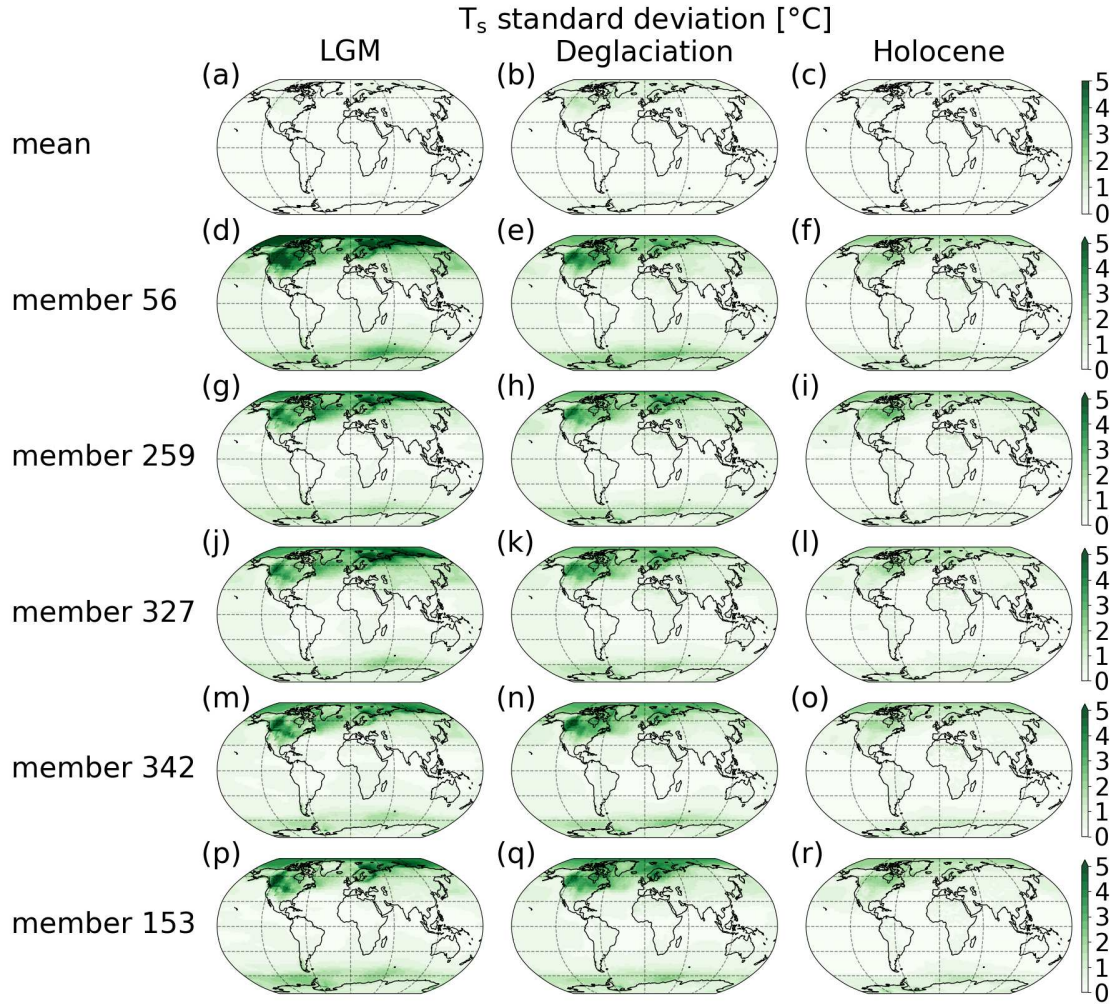 Tₛ standard deviation [°C]
LGM Deglaciation Holocene
(a) (b) (c)
mean
5
4
3
2
1
0
(d) (e) (f)
member 56
5
4
3
2
1
0
(g) (h) (i)
member 259
5
4
3
2
1
0
(j) (k) (l)
member 327
5
4
3
2
1
0
(m) (n) (o)
member 342
5
4
3
2
1
0
(p) (q) (r)
member 153
5
4
3
2
1
0